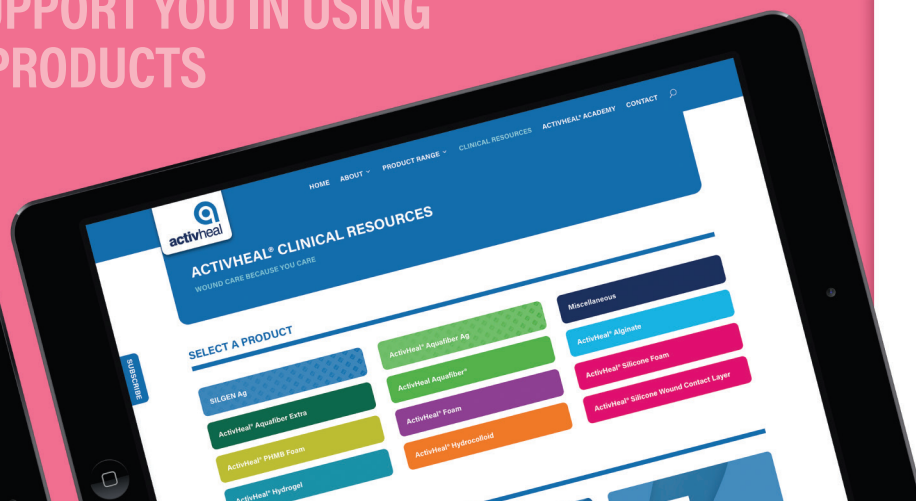 SUPPORT YOU IN USING
PRODUCTS
HOME
ABOUT
PRODUCT RANGE
CLINICAL RESOURCES
ACTIVHEAL® ACADEMY
CONTACT
activheal
ACTIVHEAL® CLINICAL RESOURCES
WOUND CARE BECAUSE YOU CARE
SUBSCRIBE
SELECT A PRODUCT
SILGEN Ag
ActivHeal® Aquafiber Ag
Miscellaneous
ActivHeal® Aquafiber Extra
ActivHeal Aquafiber®
ActivHeal® Alginate
ActivHeal® PHMB Foam
ActivHeal® Foam
ActivHeal® Silicone Foam
ActivHeal® Hydrogel
ActivHeal® Hydrocolloid
ActivHeal® Silicone Wound Contact Layer